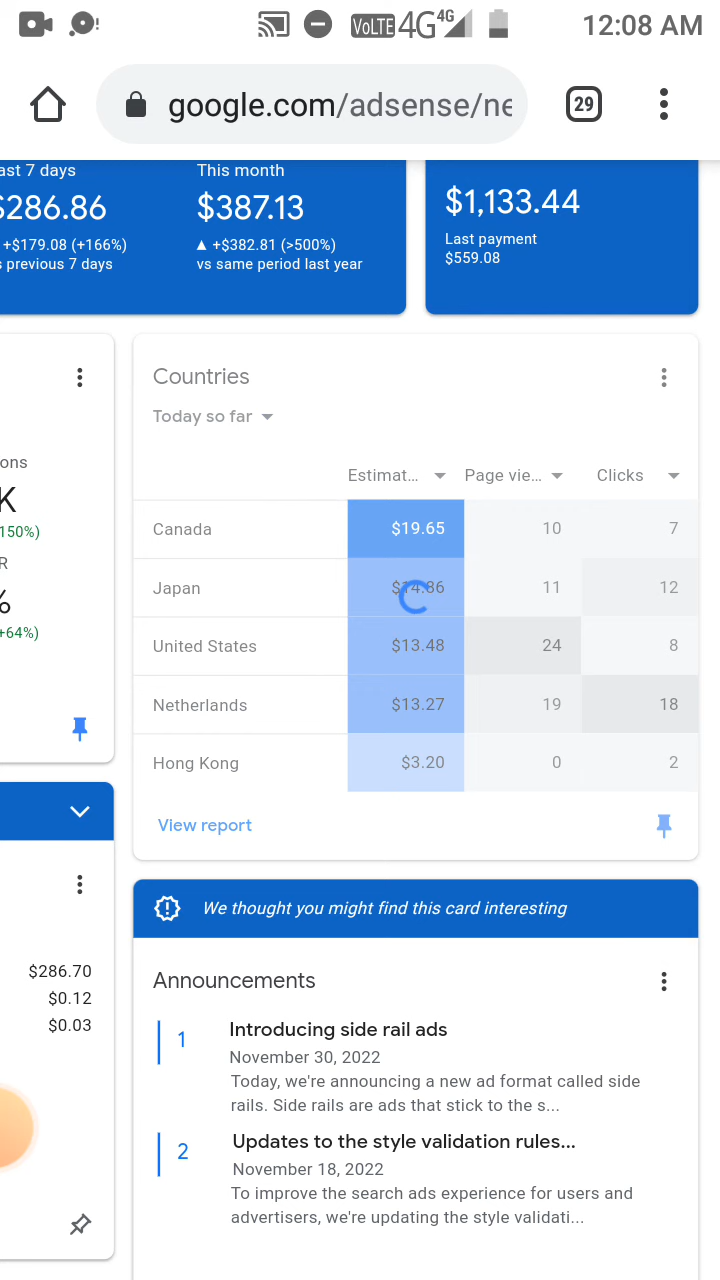 VoLTE 4G 4G 12:08 AM
google.com/adsense/ne
29
ast 7 days
$286.86
+$179.08 (+166%)
s previous 7 days
This month
$387.13
▲ +$382.81 (>500%)
vs same period last year
$1,133.44
Last payment
$559.08
ons
K
150%)
R
%
+64%)
Countries
Today so far
Estimat... Page vie... Clicks
Canada $19.65 10 7
Japan $14.86 11 12
United States $13.48 24 8
Netherlands $13.27 19 18
Hong Kong $3.20 0 2
View report
$286.70
$0.12
$0.03
We thought you might find this card interesting
Announcements
1 Introducing side rail ads
November 30, 2022
Today, we're announcing a new ad format called side
rails. Side rails are ads that stick to the s...
2 Updates to the style validation rules...
November 18, 2022
To improve the search ads experience for users and
advertisers, we're updating the style validati...